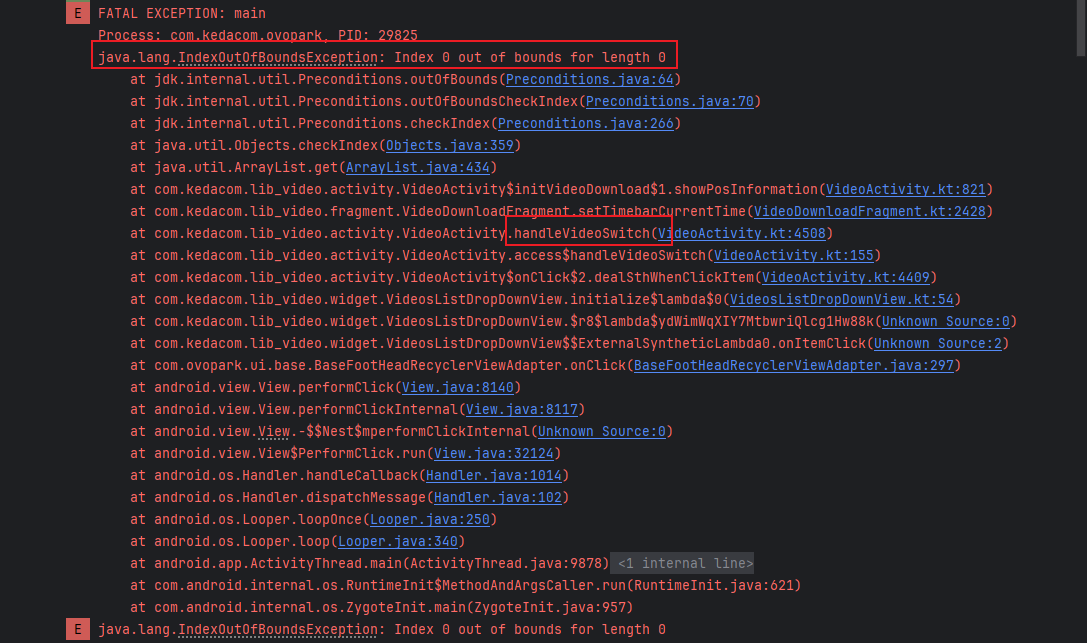 E FATAL EXCEPTION: main
Process: com.kedacom.ovopark, PID: 29825
java.lang.IndexOutOfBoundsException: Index 0 out of bounds for length 0
at jdk.internal.util.Preconditions.outOfBounds(Preconditions.java:64)
at jdk.internal.util.Preconditions.outOfBoundsCheckIndex(Preconditions.java:70)
at jdk.internal.util.Preconditions.checkIndex(Preconditions.java:266)
at java.util.Objects.checkIndex(Objects.java:359)
at java.util.ArrayList.get(ArrayList.java:434)
at com.kedacom.lib_video.activity.VideoActivity$initVideoDownload$1.showPosInformation(VideoActivity.kt:821)
at com.kedacom.lib_video.fragment.VideoDownloadFragment.setTimebarCurrentTime(VideoDownloadFragment.kt:2428)
at com.kedacom.lib_video.activity.VideoActivity.handleVideoSwitch(VideoActivity.kt:4508)
at com.kedacom.lib_video.activity.VideoActivity.access$handleVideoSwitch(VideoActivity.kt:155)
at com.kedacom.lib_video.activity.VideoActivity$onClick$2.dealSthWhenClickItem(VideoActivity.kt:4409)
at com.kedacom.lib_video.widget.VideosListDropDownView.initialize$lambda$0(VideosListDropDownView.kt:54)
at com.kedacom.lib_video.widget.VideosListDropDownView.$r8$lambda$ydWimWqXIY7MtbwriQlcg1Hw88k(Unknown Source:0)
at com.kedacom.lib_video.widget.VideosListDropDownView$$ExternalSyntheticLambda0.onItemClick(Unknown Source:2)
at com.ovopark.ui.base.BaseFootHeadRecyclerViewAdapter.onClick(BaseFootHeadRecyclerViewAdapter.java:297)
at android.view.View.performClick(View.java:8140)
at android.view.View.performClickInternal(View.java:8117)
at android.view.View.-$$Nest$mperformClickInternal(Unknown Source:0)
at android.view.View$PerformClick.run(View.java:32124)
at android.os.Handler.handleCallback(Handler.java:1014)
at android.os.Handler.dispatchMessage(Handler.java:102)
at android.os.Looper.loopOnce(Looper.java:250)
at android.os.Looper.loop(Looper.java:340)
at android.app.ActivityThread.main(ActivityThread.java:9878) <1 internal line>
at com.android.internal.os.RuntimeInit$MethodAndArgsCaller.run(RuntimeInit.java:621)
at com.android.internal.os.ZygoteInit.main(ZygoteInit.java:957)
E java.lang.IndexOutOfBoundsException: Index 0 out of bounds for length 0